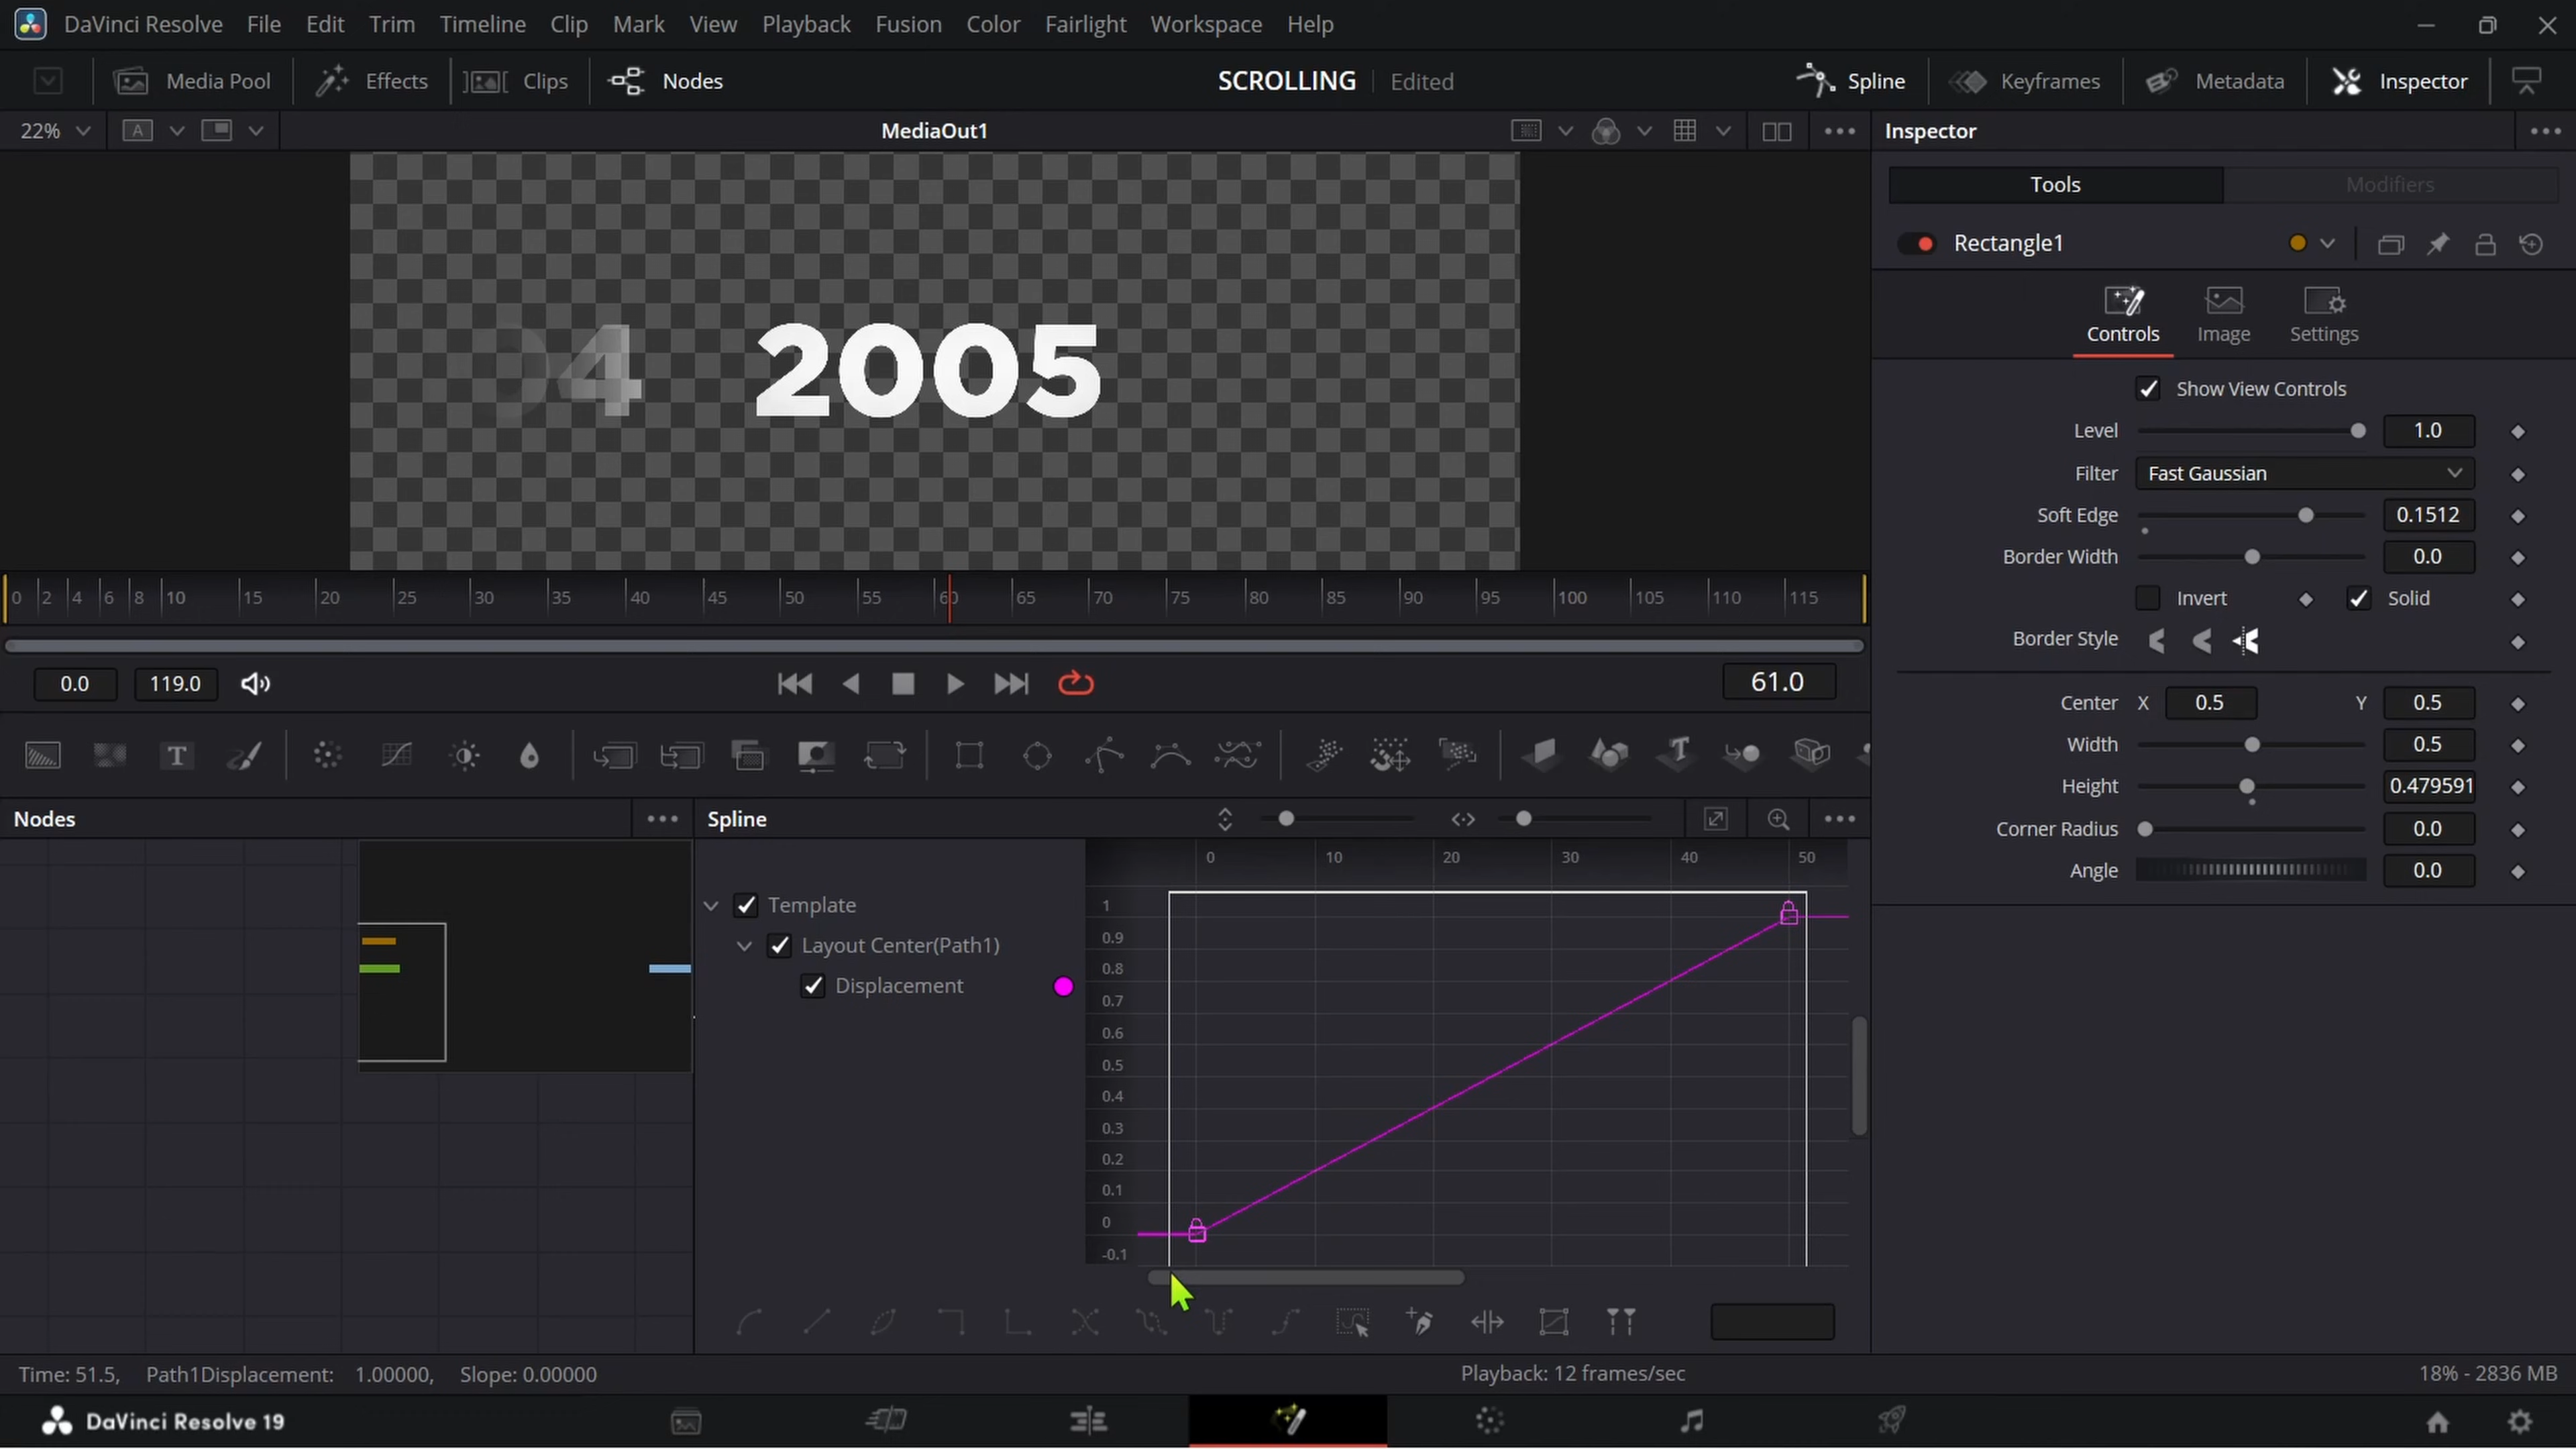 DaVinci Resolve File Edit Trim Timeline Clip Mark View Playback Fusion Color Fairlight Workspace Help
Media Pool Effects Clips Nodes SCROLLING Edited Spline Keyframes Metadata Inspector
22% A MediaOut1 Inspector
Tools Modifiers
Rectangle1
Controls Image Settings
04 2005
Show View Controls
Level 1.0
Filter Fast Gaussian
Soft Edge 0.1512
Border Width 0.0
Invert Solid
Border Style
0 2 4 6 8 10 15 20 25 30 35 40 45 50 55 60 65 70 75 80 85 90 95 100 105 110 115
0.0 119.0 61.0
Center X 0.5 Y 0.5
Width 0.5
Height 0.479591
Corner Radius 0.0
Angle 0.0
T T
Nodes Spline
0 10 20 30 40 50
Template
Layout Center(Path1)
Displacement
1
0.9
0.8
0.7
0.6
0.5
0.4
0.3
0.2
0.1
0
-0.1
Time: 51.5, Path1Displacement: 1.00000, Slope: 0.00000 Playback: 12 frames/sec 18% - 2836 MB
DaVinci Resolve 19